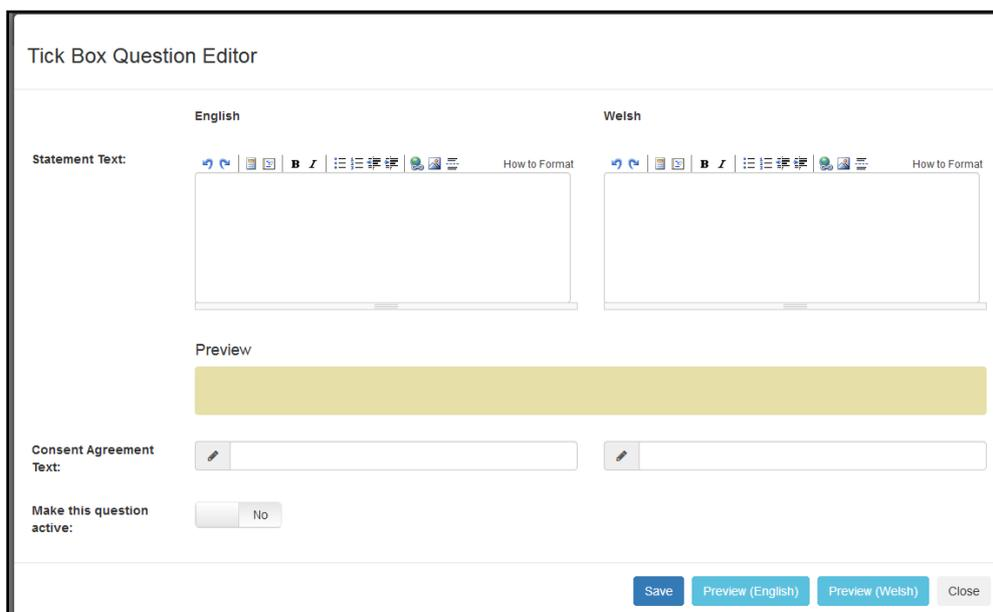 Tick Box Question Editor
English Welsh
Statement Text:
B I How to Format B I How to Format
Preview
Consent Agreement
Text:
Make this question
active:
No
Save Preview (English) Preview (Welsh) Close